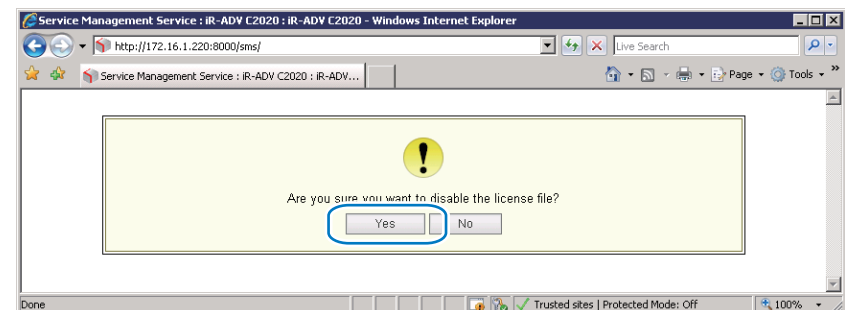 Service Management Service : iR-ADV C2020 : iR-ADV C2020 - Windows Internet Explorer
http://172.16.1.220:8000/sms/
Live Search
Service Management Service : iR-ADV C2020 : iR-ADV...
Page
Tools
Are you sure you want to disable the license file?
Yes
No
Done
Trusted sites | Protected Mode: Off
100%